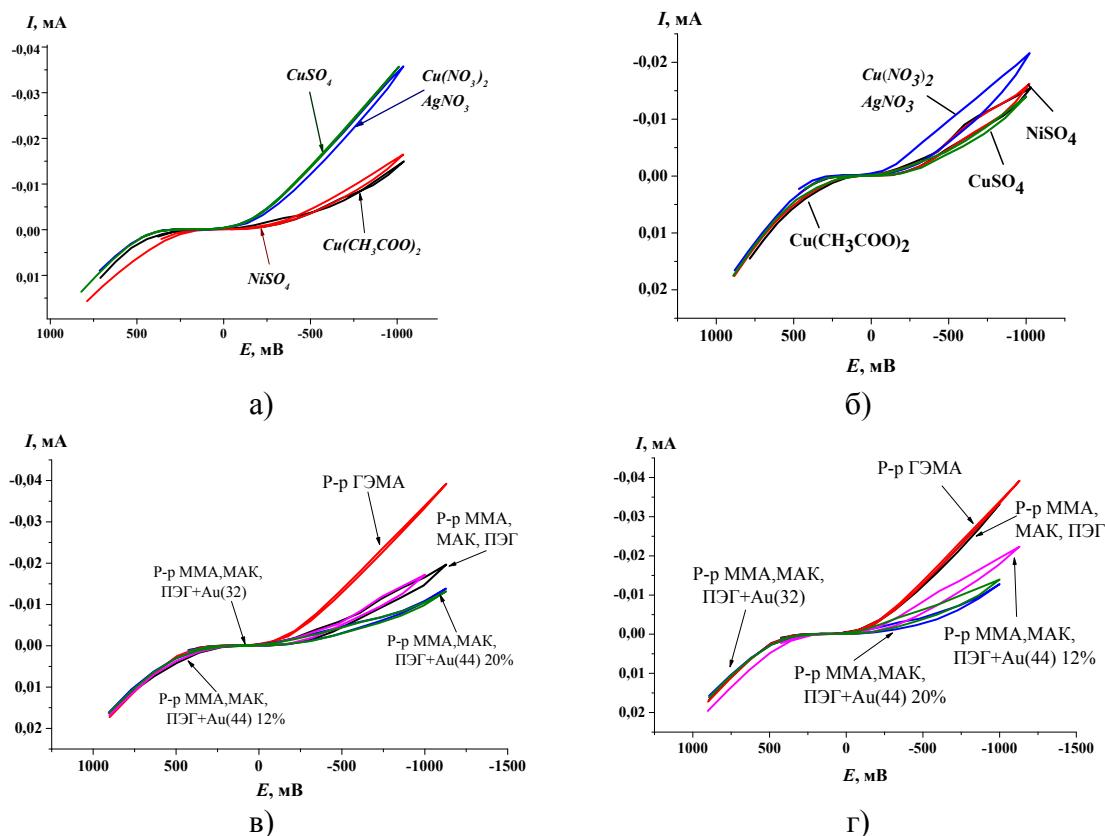 I, мА
-0,04
-0,03
-0,02
-0,01
0,00
0,01
1000 500 0 -500 -1000
E, мВ
CuSO4
Cu(NO3)2
AgNO3
Cu(CH3COO)2
NiSO4
а)
I, мА
-0,02
-0,01
0,00
0,01
0,02
1000 500 0 -500 -1000
E, мВ
Cu(NO3)2
AgNO3
NiSO4
CuSO4
Cu(CH3COO)2
б)
I, мА
-0,04
-0,03
-0,02
-0,01
0,00
0,01
0,02
1000 500 0 -500 -1000 -1500
E, мВ
Р-р ГЭМА
Р-р ММА,
МАК, ПЭГ
Р-р ММА,МАК,
ПЭГ+Au(32)
Р-р ММА,МАК,
ПЭГ+Au(44) 20%
Р-р ММА,МАК,
ПЭГ+Au(44) 12%
в)
I, мА
-0,04
-0,03
-0,02
-0,01
0,00
0,01
0,02
1000 500 0 -500 -1000 -1500
E, мВ
Р-р ГЭМА
Р-р ММА,
МАК, ПЭГ
Р-р ММА,МАК,
ПЭГ+Au(32)
Р-р ММА,МАК,
ПЭГ+Au(44) 12%
Р-р ММА,МАК,
ПЭГ+Au(44) 20%
г)